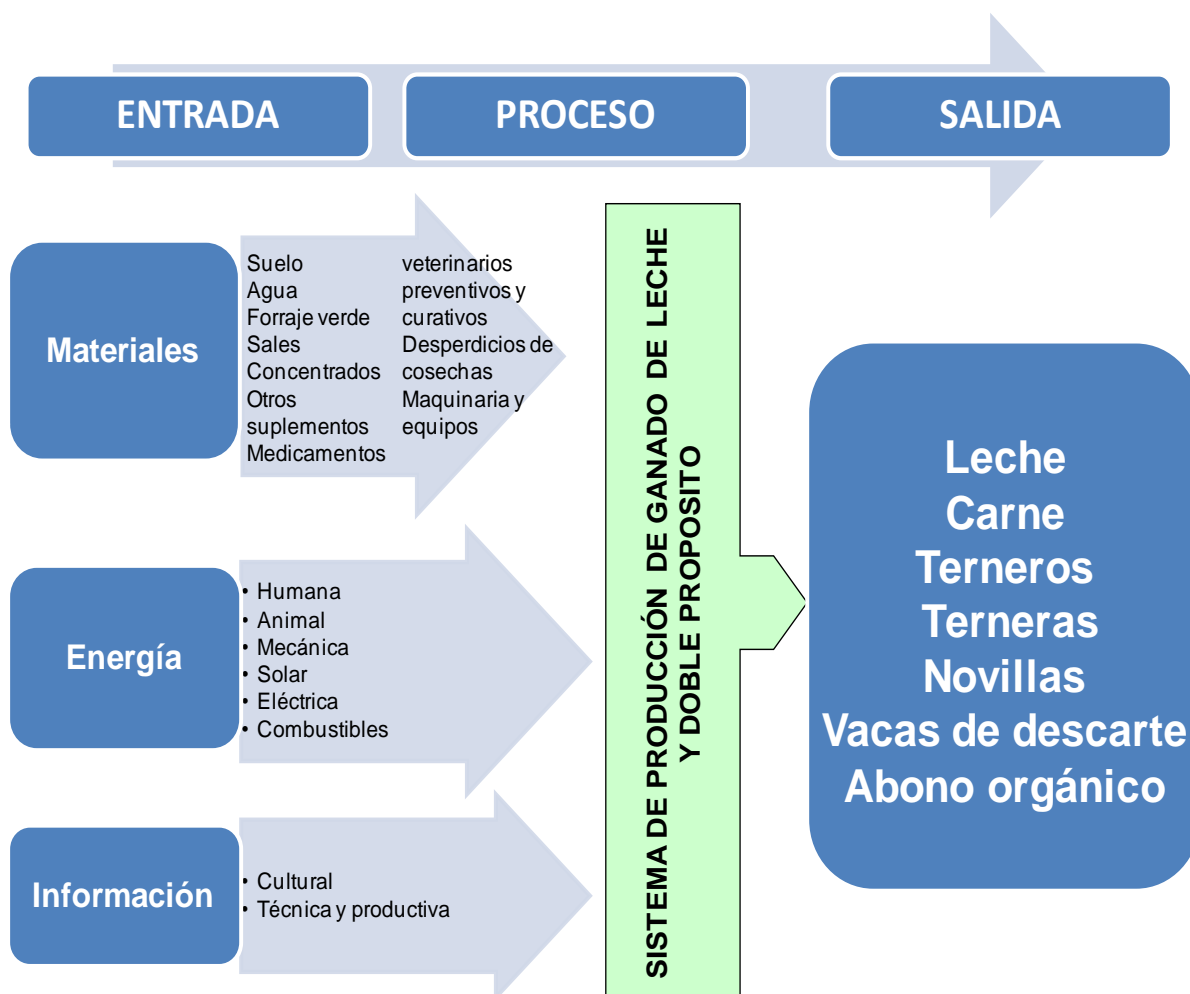 ENTRADA
PROCESO
SALIDA
Materiales
Suelo
Agua
Forraje verde
Sales
Concentrados
Otros
suplementos
Medicamentos
veterinarios
preventivos y
curativos
Desperdicios de
cosechas
Maquinaria y
equipos
Energía
• Humana
• Animal
• Mecánica
• Solar
• Eléctrica
• Combustibles
Información
• Cultural
• Técnica y productiva
SISTEMA DE PRODUCCIÓN DE GANADO DE LECHE
Y DOBLE PROPOSITO
Leche
Carne
Terneros
Terneras
Novillas
Vacas de descarte
Abono orgánico